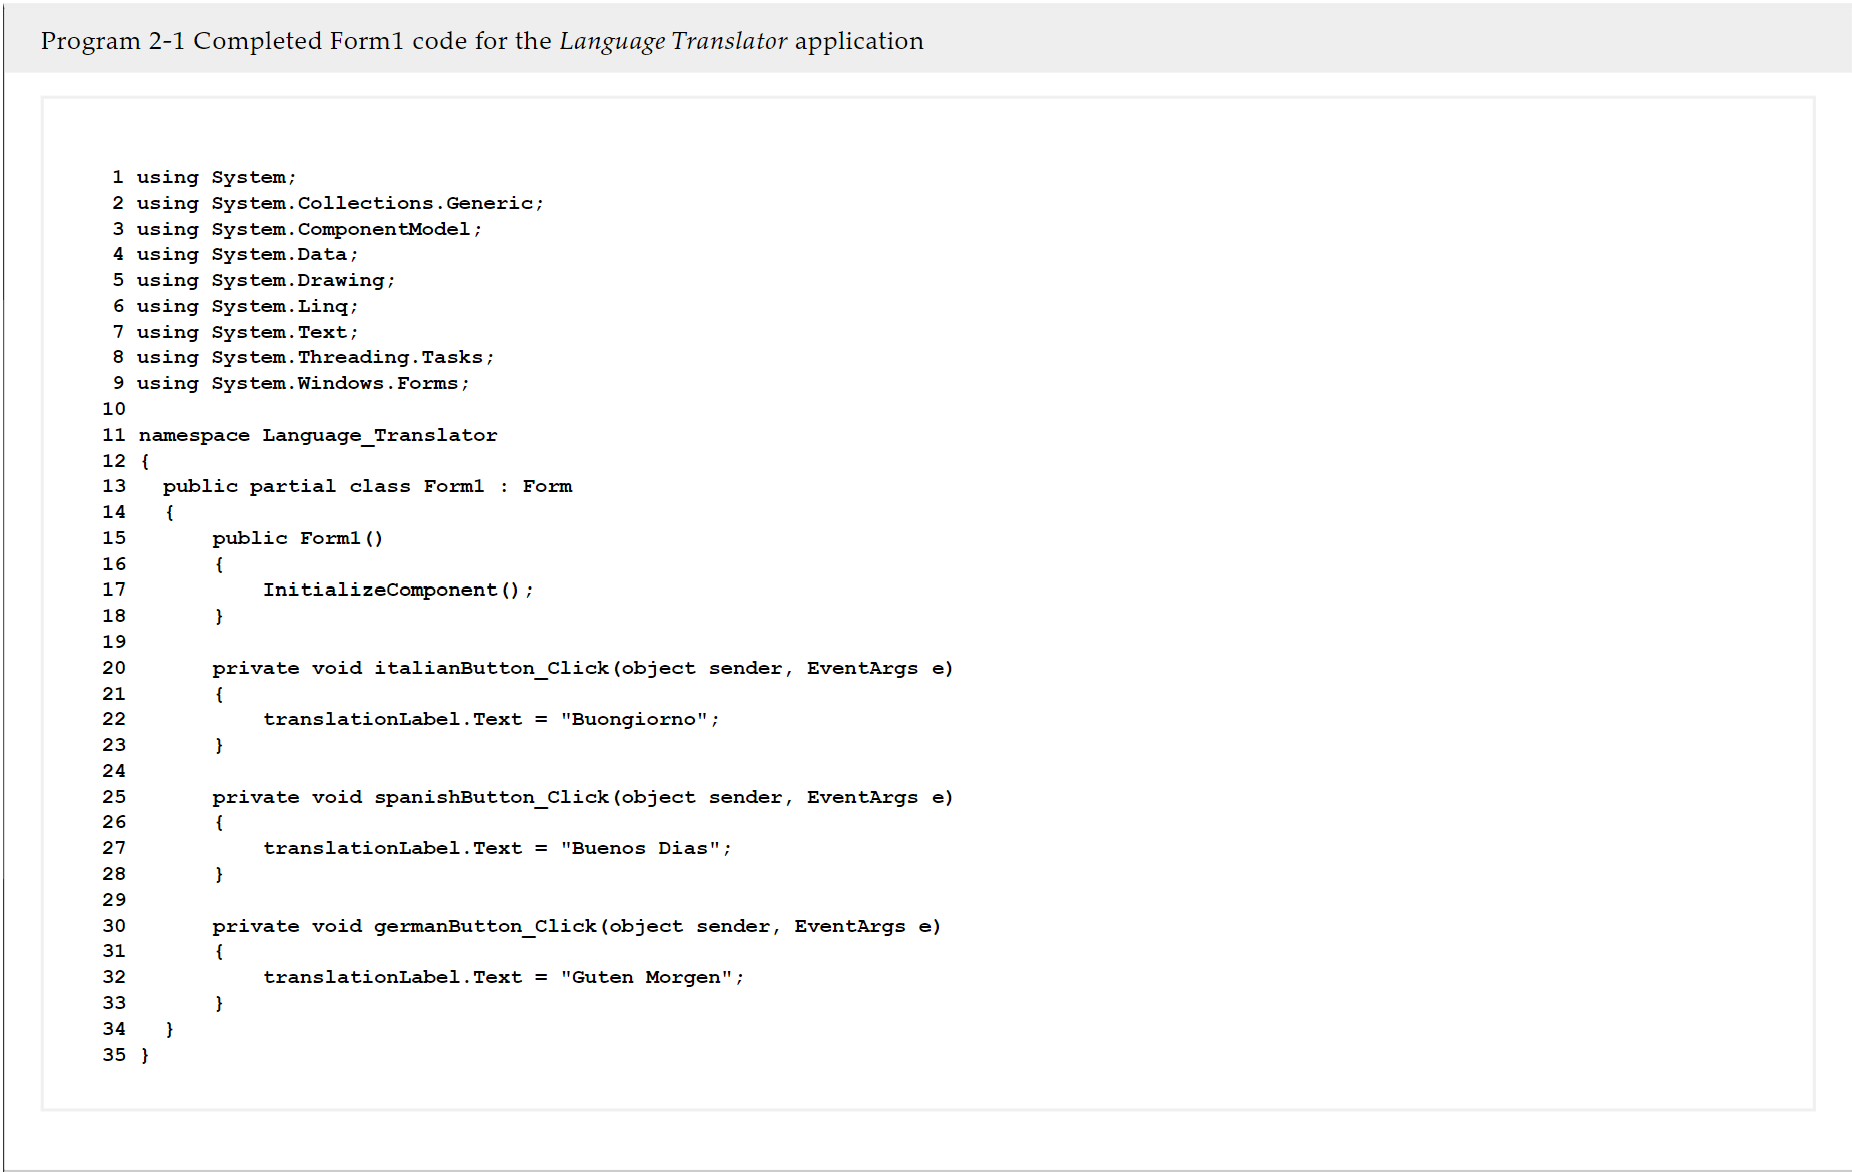 Program 2-1 Completed Form1 code for the Language Translator application
1 using System;
2 using System.Collections.Generic;
3 using System.ComponentModel;
4 using System.Data;
5 using System.Drawing;
6 using System.Linq;
7 using System.Text;
8 using System.Threading.Tasks;
9 using System.Windows.Forms;
10
11 namespace Language_Translator
12 {
13   public partial class Form1 : Form
14   {
15       public Form1()
16       {
17           InitializeComponent();
18       }
19
20       private void italianButton_Click(object sender, EventArgs e)
21       {
22           translationLabel.Text = "Buongiorno";
23       }
24
25       private void spanishButton_Click(object sender, EventArgs e)
26       {
27           translationLabel.Text = "Buenos Dias";
28       }
29
30       private void germanButton_Click(object sender, EventArgs e)
31       {
32           translationLabel.Text = "Guten Morgen";
33       }
34   }
35 }